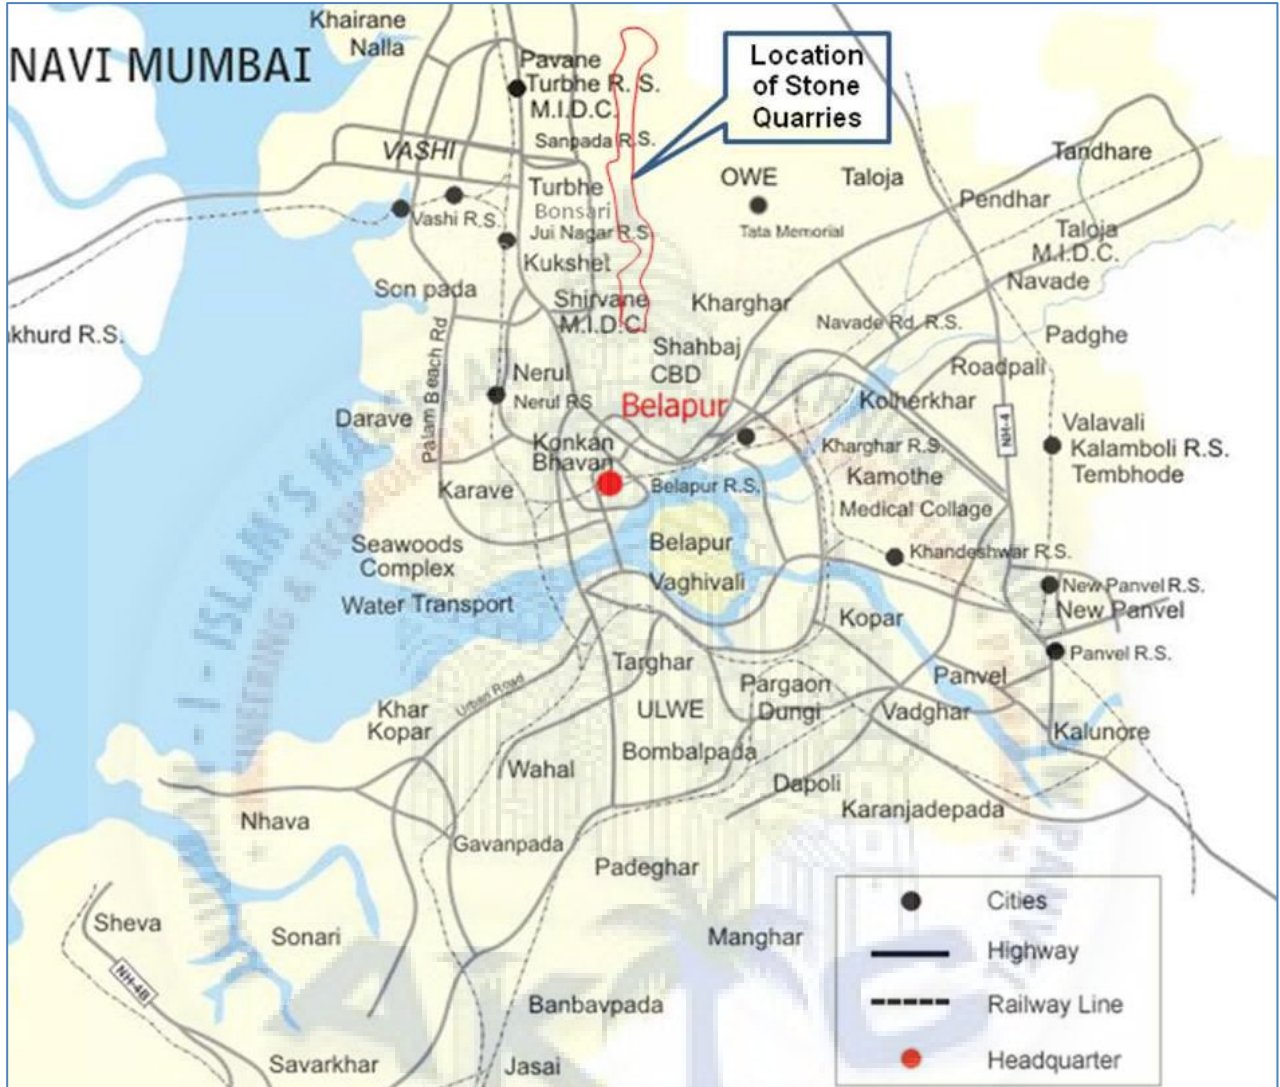 Khairane
Nalla
NAVI MUMBAI
Pavane
Turbhe R. S.
M.I.D.C.
Location
of Stone
Quarries
Sanpada R.S.
VASHI
Tandhare
OWE
Taloja
Turbhe
Bonsari
Pendhar
Vashi R.S.
Jui Nagar R.S.
Tata Memorial
Taloja
M.I.D.C.
Kukshet
Navade
Son pada
Shirvane
M.I.D.C.
Kharghar
Navade Rd. R.S.
khurd R.S.
Padghe
Shahbaj
CBD
Palam Beach Rd
Roadpali
Nerul
Nerul RS
Belapur
Kolherkhar
Darave
NH-4
Valavali
Kalamboli R.S.
Tembhode
Konkan
Bhavan
Kharghar R.S.
Kamothe
Karave
Belapur R.S.
Medical Collage
Seawoods
Complex
Belapur
Khandeshwar R.S.
Vaghivali
New Panvel R.S.
New Panvel
Water Transport
Kopar
Targhar
Panvel R.S.
Panvel
Pargaon
Dungi
Urban Road
Khar
Kopar
ULWE
Vadghar
Kalunore
Bombalpada
Wahal
Dapoli
Karanjadepada
Nhava
Gavanpada
Padeghar
Sheva
Sonari
Manghar
NH-4B
Banbavpada
Savarkhar
Jasai
Cities
Highway
Railway Line
Headquarter